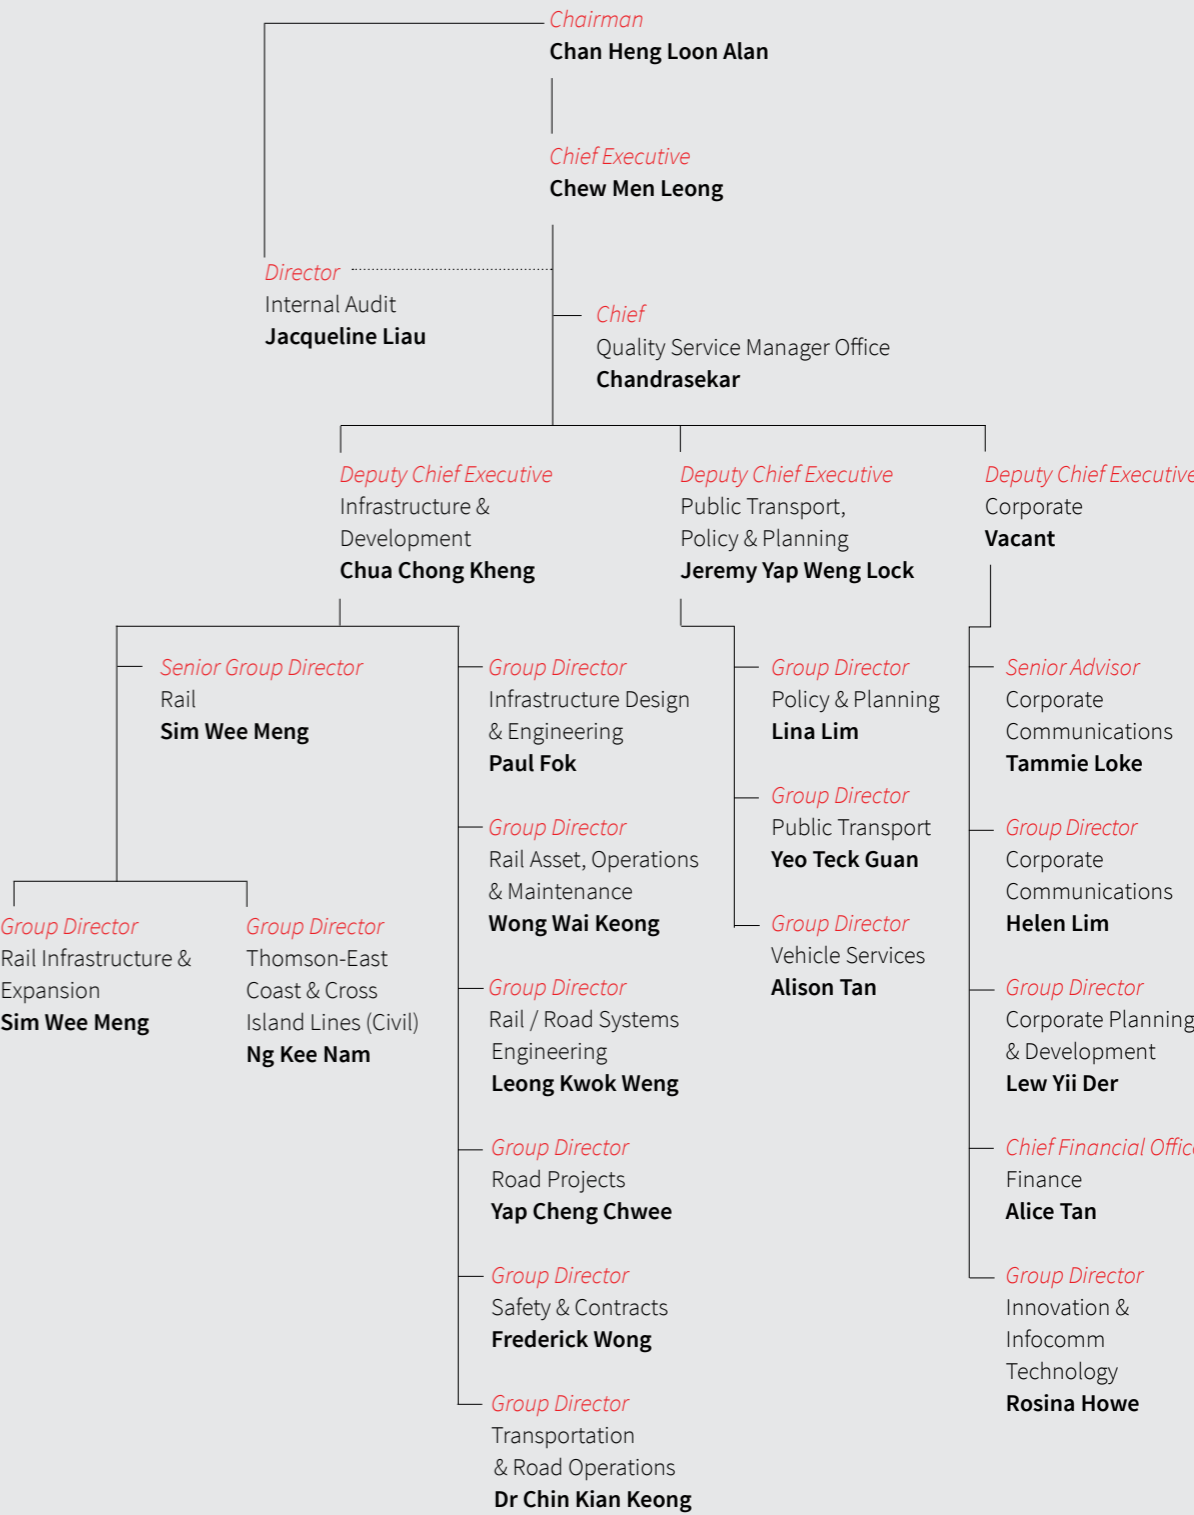 Chairman
Chan Heng Loon Alan
Chief Executive
Chew Men Leong
Director
Internal Audit
Jacqueline Liau
Chief
Quality Service Manager Office
Chandrasekar
Deputy Chief Executive
Infrastructure &
Development
Chua Chong Kheng
Deputy Chief Executive
Public Transport,
Policy & Planning
Jeremy Yap Weng Lock
Deputy Chief Executive
Corporate
Vacant
Senior Group Director
Rail
Sim Wee Meng
Group Director
Rail Infrastructure &
Expansion
Sim Wee Meng
Group Director
Thomson-East
Coast & Cross
Island Lines (Civil)
Ng Kee Nam
Group Director
Infrastructure Design
& Engineering
Paul Fok
Group Director
Rail Asset, Operations
& Maintenance
Wong Wai Keong
Group Director
Rail / Road Systems
Engineering
Leong Kwok Weng
Group Director
Road Projects
Yap Cheng Chwee
Group Director
Safety & Contracts
Frederick Wong
Group Director
Transportation
& Road Operations
Dr Chin Kian Keong
Group Director
Policy & Planning
Lina Lim
Group Director
Public Transport
Yeo Teck Guan
Group Director
Vehicle Services
Alison Tan
Senior Advisor
Corporate
Communications
Tammie Loke
Group Director
Corporate
Communications
Helen Lim
Group Director
Corporate Planning
& Development
Lew Yii Der
Chief Financial Office
Finance
Alice Tan
Group Director
Innovation &
Infocomm
Technology
Rosina Howe